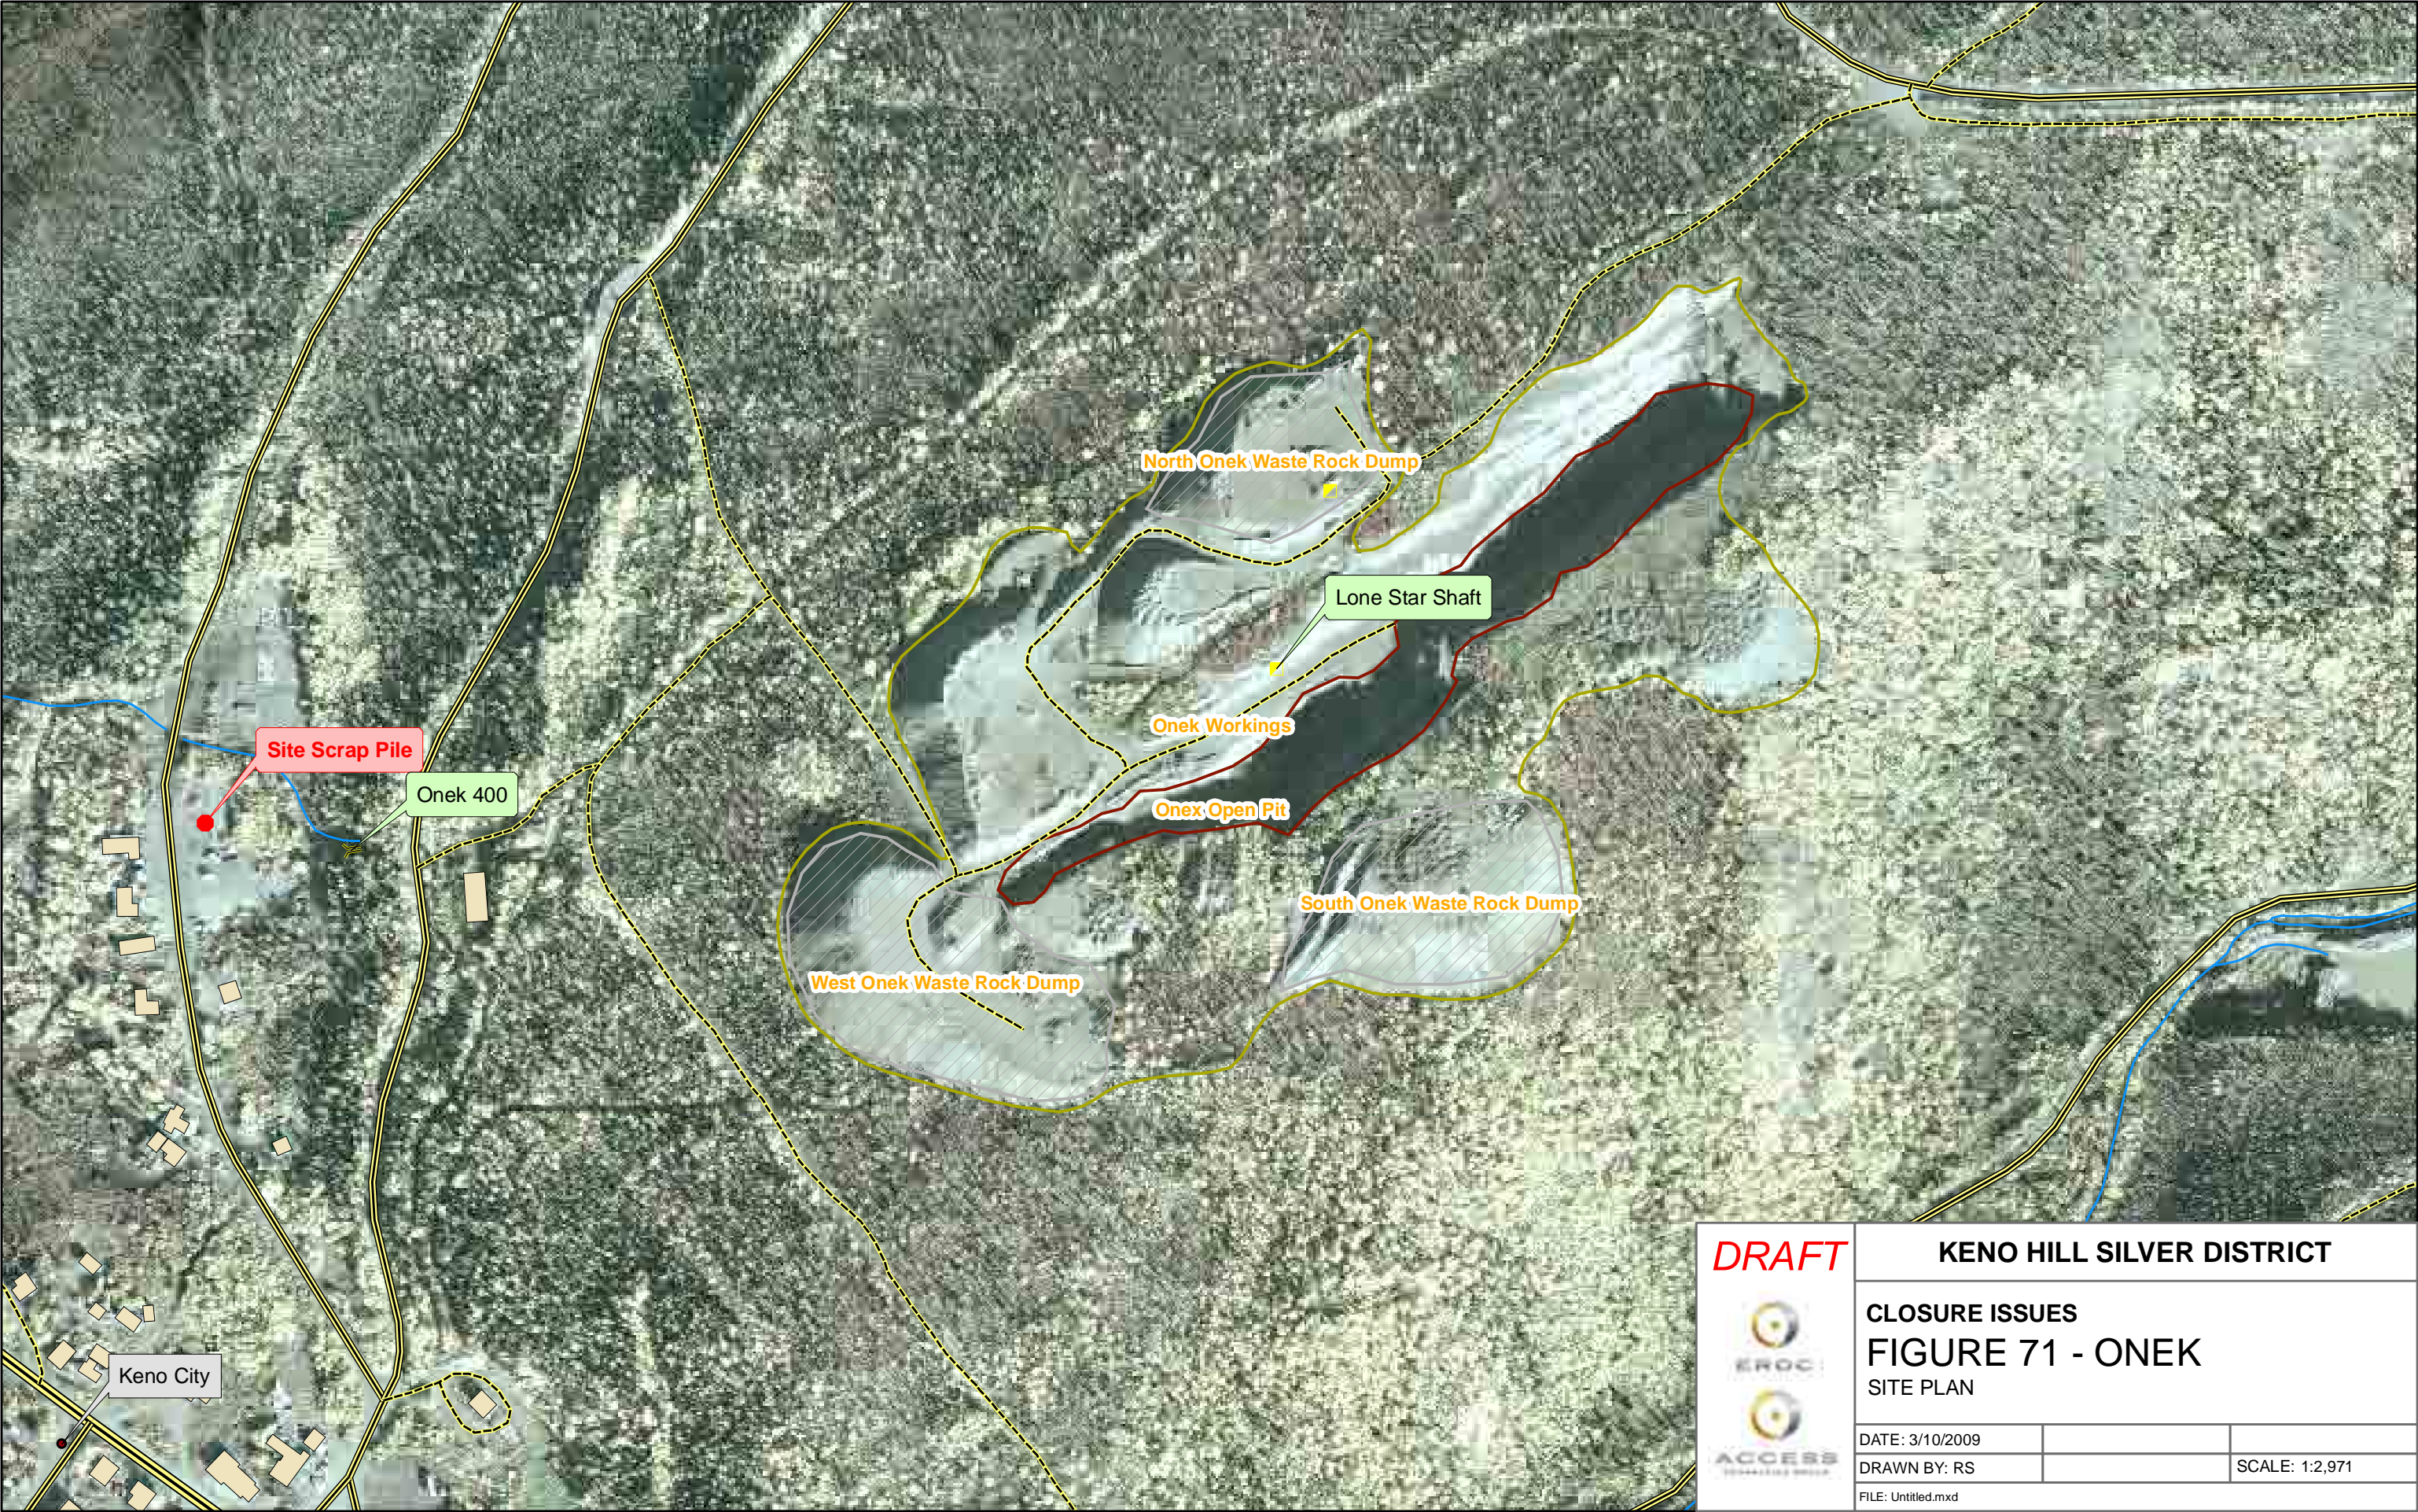 North Onek Waste Rock Dump
Lone Star Shaft
Onek Workings
Site Scrap Pile
Onek 400
Onex Open Pit
South Onek Waste Rock Dump
West Onek Waste Rock Dump
Keno City
DRAFT
EROC
ACCESS
KENO HILL SILVER DISTRICT
CLOSURE ISSUES
FIGURE 71 - ONEK
SITE PLAN
DATE: 3/10/2009
DRAWN BY: RS
SCALE: 1:2,971
FILE: Untitled.mxd